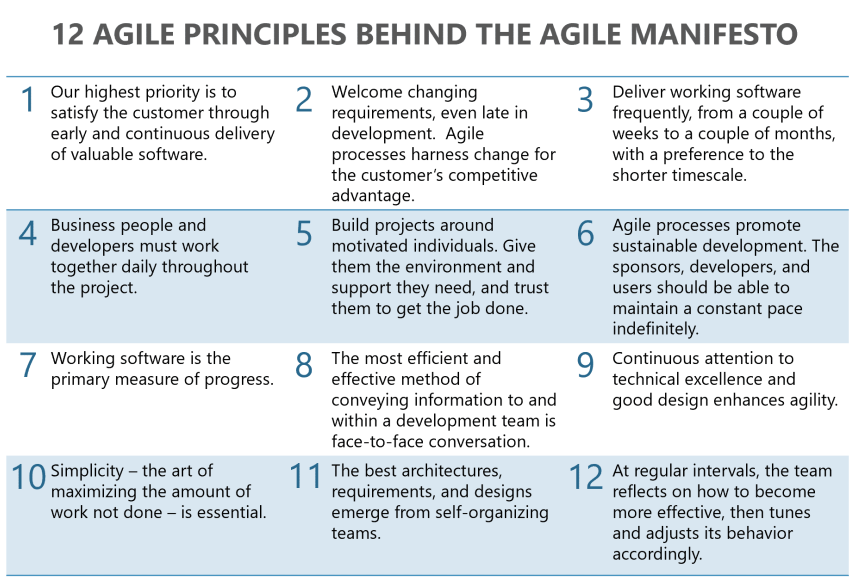 12 AGILE PRINCIPLES BEHIND THE AGILE MANIFESTO
1
Our highest priority is to
satisfy the customer through
early and continuous delivery
of valuable software.
2
Welcome changing
requirements, even late in
development.  Agile
processes harness change for
the customer's competitive
advantage.
3
Deliver working software
frequently, from a couple of
weeks to a couple of months,
with a preference to the
shorter timescale.
4
Business people and
developers must work
together daily throughout
the project.
5
Build projects around
motivated individuals. Give
them the environment and
support they need, and trust
them to get the job done.
6
Agile processes promote
sustainable development. The
sponsors, developers, and
users should be able to
maintain a constant pace
indefinitely.
7
Working software is the
primary measure of progress.
8
The most efficient and
effective method of
conveying information to and
within a development team is
face-to-face conversation.
9
Continuous attention to
technical excellence and
good design enhances agility.
10
Simplicity – the art of
maximizing the amount of
work not done – is essential.
11
The best architectures,
requirements, and designs
emerge from self-organizing
teams.
12
At regular intervals, the team
reflects on how to become
more effective, then tunes
and adjusts its behavior
accordingly.